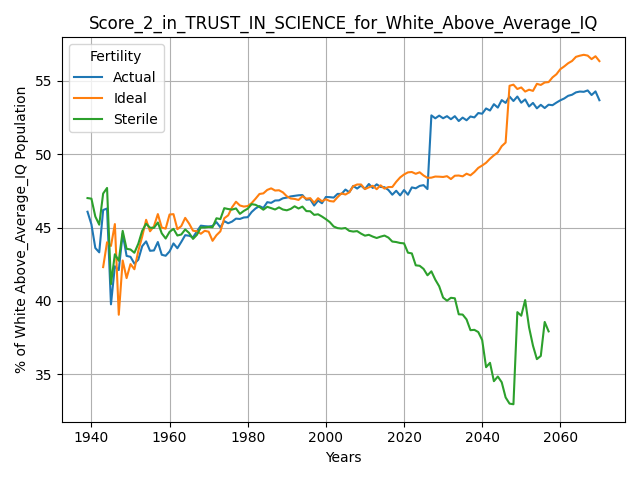 Score_2_in_TRUST_IN_SCIENCE_for_White_Above_Average_IQ
% of White Above_Average_IQ Population
55
50
45
40
35
Fertility
Actual
Ideal
Sterile
1940 1960 1980 2000 2020 2040 2060
Years